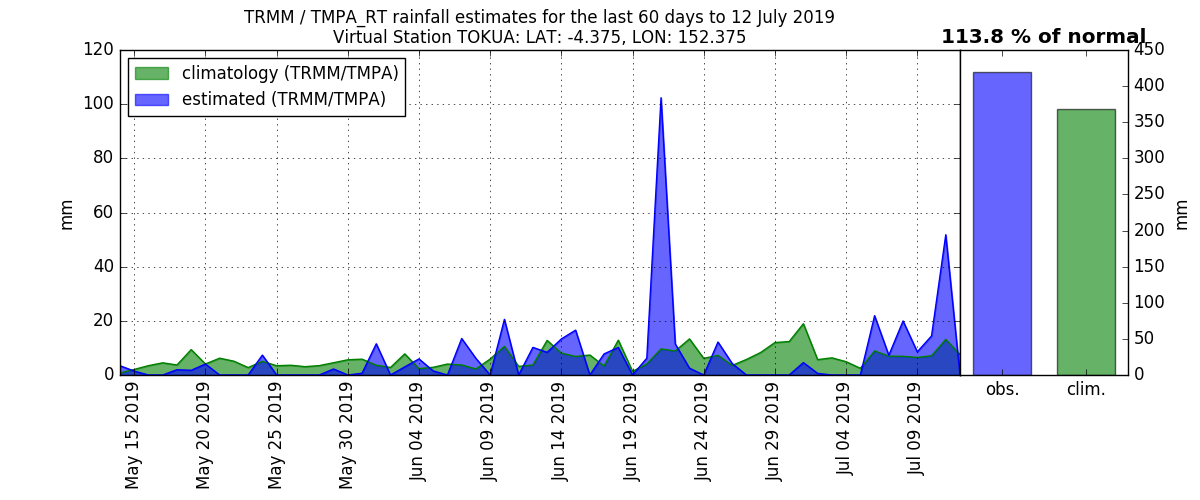 TRMM / TMPA_RT rainfall estimates for the last 60 days to 12 July 2019
Virtual Station TOKUA: LAT: -4.375, LON: 152.375
113.8 % of normal
climatology (TRMM/TMPA)
estimated (TRMM/TMPA)
mm
120
100
80
60
40
20
0
May 15 2019
May 20 2019
May 25 2019
May 30 2019
Jun 04 2019
Jun 09 2019
Jun 14 2019
Jun 19 2019
Jun 24 2019
Jun 29 2019
Jul 04 2019
Jul 09 2019
450
400
350
300
250
200
150
100
50
0
mm
obs.
clim.